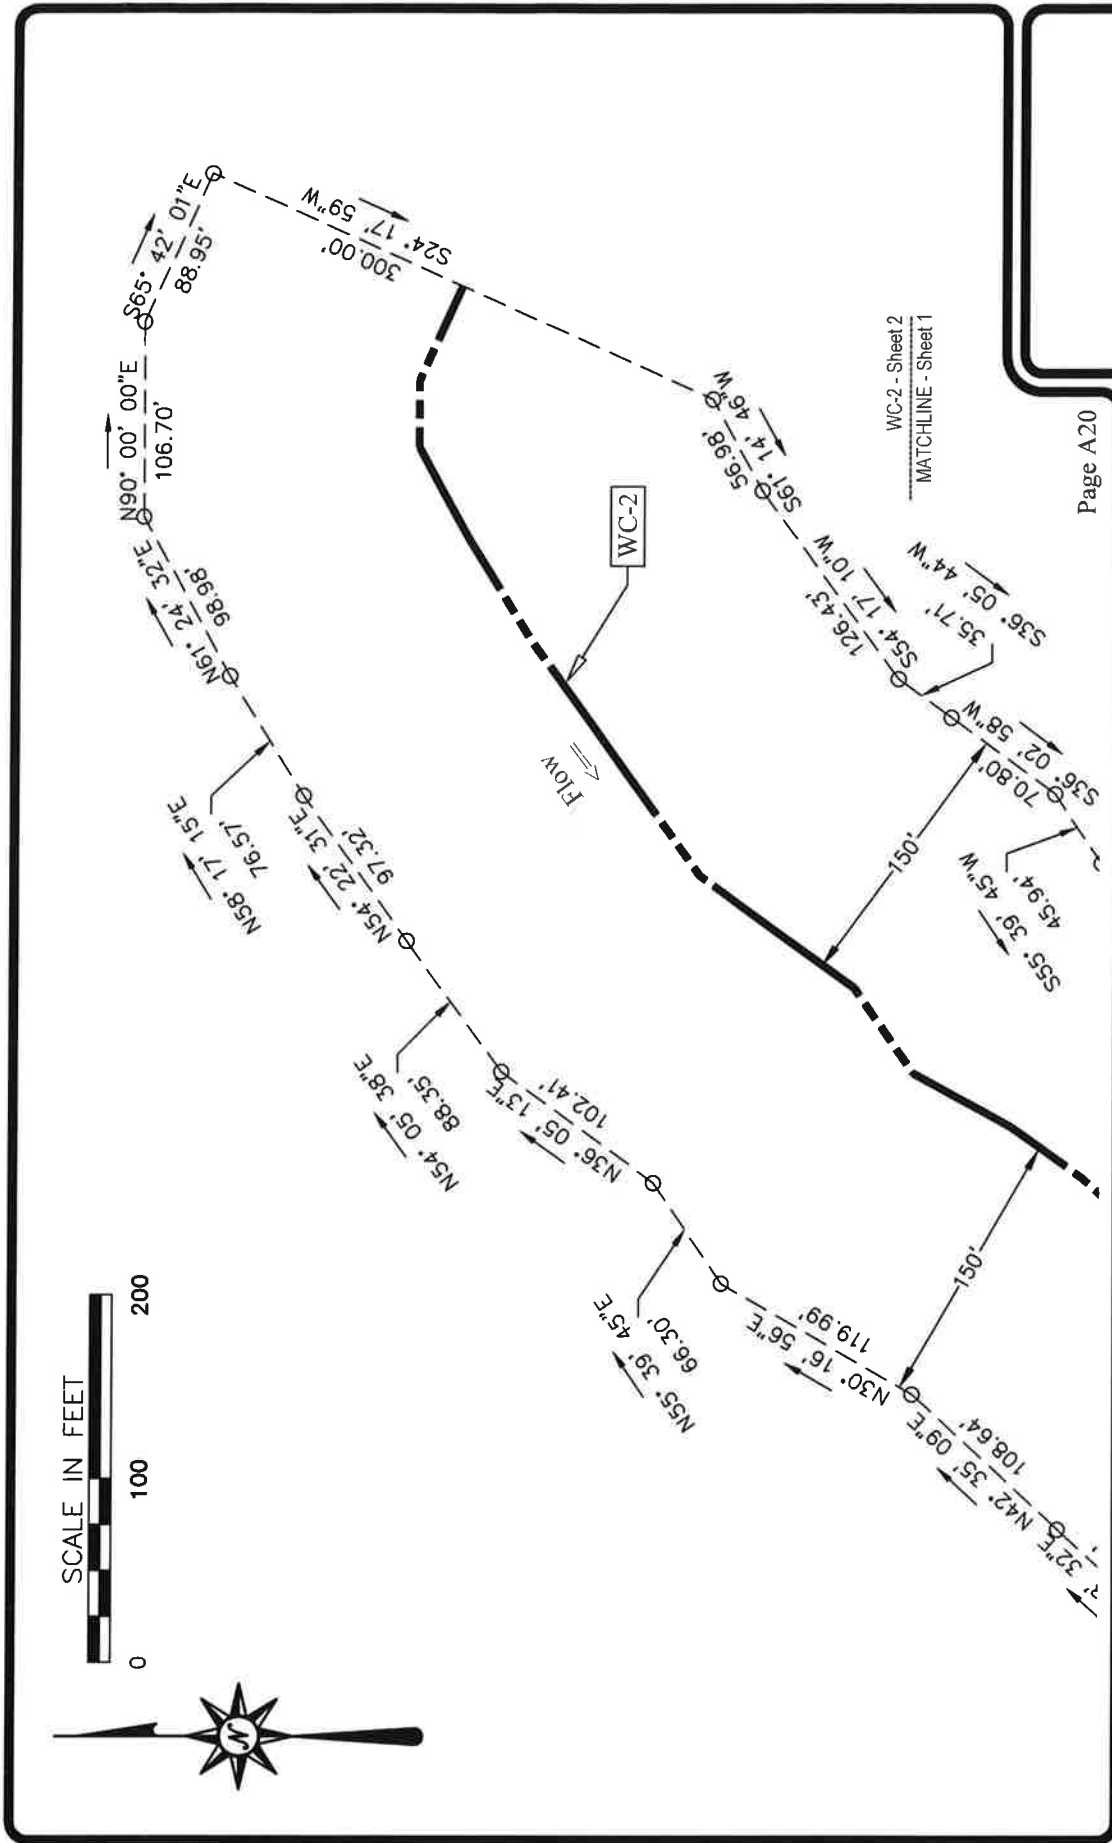 SCALE IN FEET
0 100 200
N
N90° 00' 00"E
106.70'
S65° 42' 01"E
88.95'
S24° 17' 59"W
300.00'
N61° 24' 32"E
98.98'
N58° 17' 15"E
76.57'
N54° 22' 31"E
97.32'
N54° 05' 38"E
88.35'
N36° 05' 13"E
102.41'
N55° 39' 45"E
66.30'
N30° 16' 56"E
119.99'
N42° 35' 09"E
108.64'
32"E
WC-2
Flow
150'
150'
S61° 14' 46"W
56.98'
S54° 17' 10"W
126.43'
S36° 05' 44"W
35.71'
S36° 02' 58"W
70.80'
S55° 39' 45"W
45.94'
WC-2 - Sheet 2
MATCHLINE - Sheet 1
Page A20